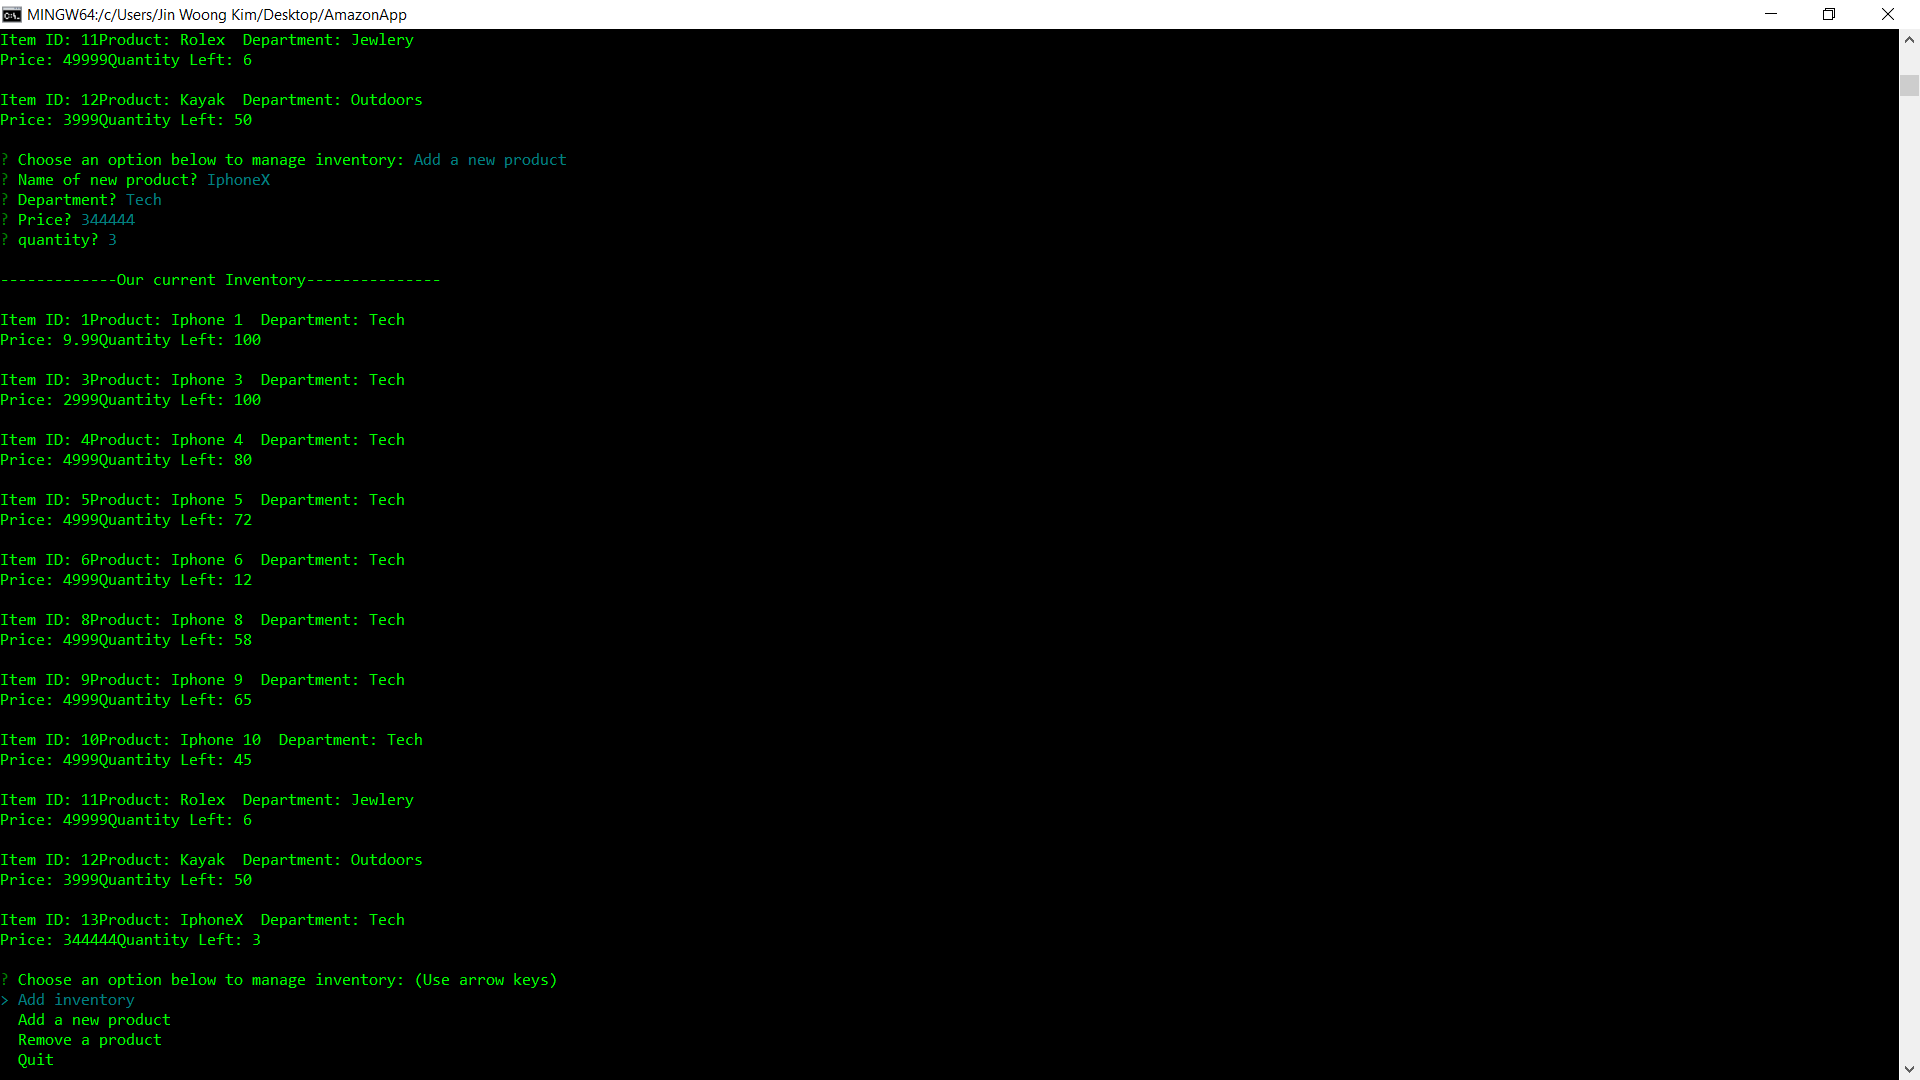 MINGW64:/c/Users/Jin Woong Kim/Desktop/AmazonApp
Item ID: 11Product: Rolex  Department: Jewlery
Price: 49999Quantity Left: 6
Item ID: 12Product: Kayak  Department: Outdoors
Price: 3999Quantity Left: 50
? Choose an option below to manage inventory: Add a new product
? Name of new product? IphoneX
? Department? Tech
? Price? 344444
? quantity? 3
-------------Our current Inventory---------------
Item ID: 1Product: Iphone 1  Department: Tech
Price: 9.99Quantity Left: 100
Item ID: 3Product: Iphone 3  Department: Tech
Price: 2999Quantity Left: 100
Item ID: 4Product: Iphone 4  Department: Tech
Price: 4999Quantity Left: 80
Item ID: 5Product: Iphone 5  Department: Tech
Price: 4999Quantity Left: 72
Item ID: 6Product: Iphone 6  Department: Tech
Price: 4999Quantity Left: 12
Item ID: 8Product: Iphone 8  Department: Tech
Price: 4999Quantity Left: 58
Item ID: 9Product: Iphone 9  Department: Tech
Price: 4999Quantity Left: 65
Item ID: 10Product: Iphone 10  Department: Tech
Price: 4999Quantity Left: 45
Item ID: 11Product: Rolex  Department: Jewlery
Price: 49999Quantity Left: 6
Item ID: 12Product: Kayak  Department: Outdoors
Price: 3999Quantity Left: 50
Item ID: 13Product: IphoneX  Department: Tech
Price: 344444Quantity Left: 3
? Choose an option below to manage inventory: (Use arrow keys)
> Add inventory
Add a new product
Remove a product
Quit